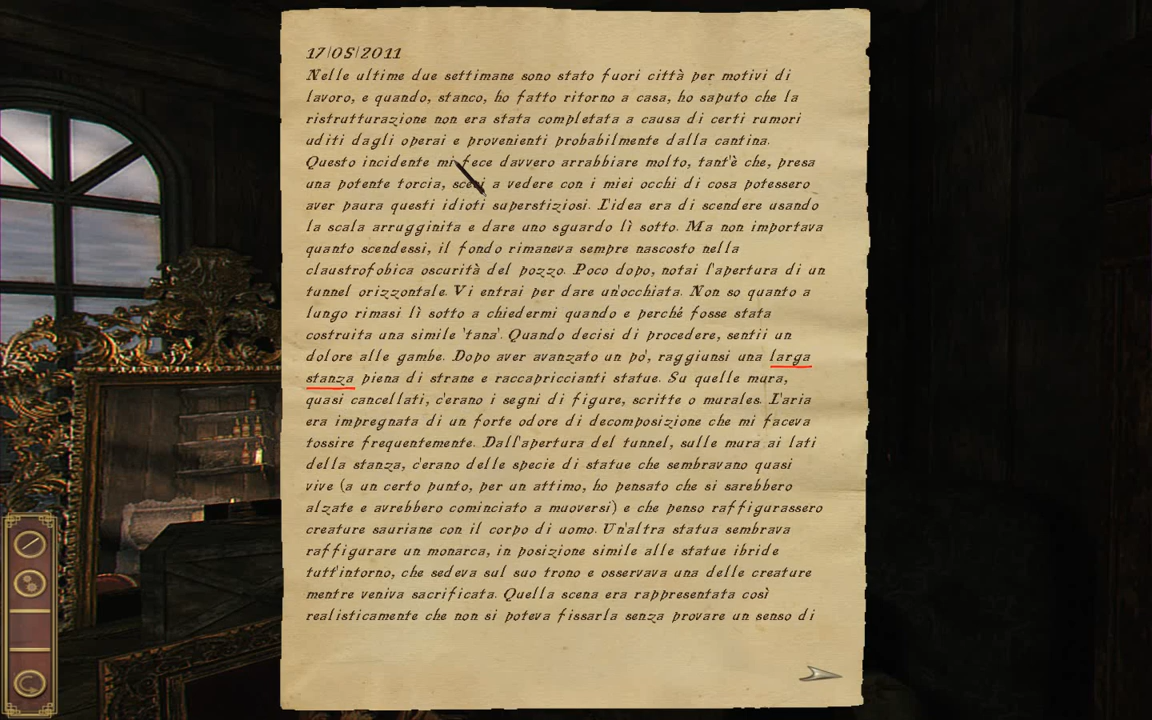 17/05/2011
Nelle ultime due settimane sono stato fuori città per motivi di
lavoro, e quando, stanco, ho fatto ritorno a casa, ho saputo che la
ristrutturazione non era stata completata a causa di certi rumori
uditi dagli operai e provenienti probabilmente dalla cantina.
Questo incidente mi fece davvero arrabbiare molto, tant'è che, presa
una potente torcia, scesi a vedere con i miei occhi di cosa potessero
aver paura questi idioti superstiziosi. L'idea era di scendere usando
la scala arrugginita e dare uno sguardo lì sotto. Ma non importava
quanto scendessi, il fondo rimaneva sempre nascosto nella
claustrofobica oscurità del pozzo. Poco dopo, notai l'apertura di un
tunnel orizzontale. Vi entrai per dare un'occhiata. Non so quanto a
lungo rimasi lì sotto a chiedermi quando e perché fosse stata
costruita una simile 'tana'. Quando decisi di procedere, sentii un
dolore alle gambe. Dopo aver avanzato un po', raggiunsi una larga
stanza piena di strane e raccapriccianti statue. Su quelle mura,
quasi cancellati, c'erano i segni di figure, scritte o murales. L'aria
era impregnata di un forte odore di decomposizione che mi faceva
tossire frequentemente. Dall'apertura del tunnel, sulle mura ai lati
della stanza, c'erano delle specie di statue che sembravano quasi
vive (a un certo punto, per un attimo, ho pensato che si sarebbero
alzate e avrebbero cominciato a muoversi) e che penso raffigurassero
creature sauriane con il corpo di uomo. Un'altra statua sembrava
raffigurare un monarca, in posizione simile alle statue ibride
tutt'intorno, che sedeva sul suo trono e osservava una delle creature
mentre veniva sacrificata. Quella scena era rappresentata così
realisticamente che non si poteva fissarla senza provare un senso di